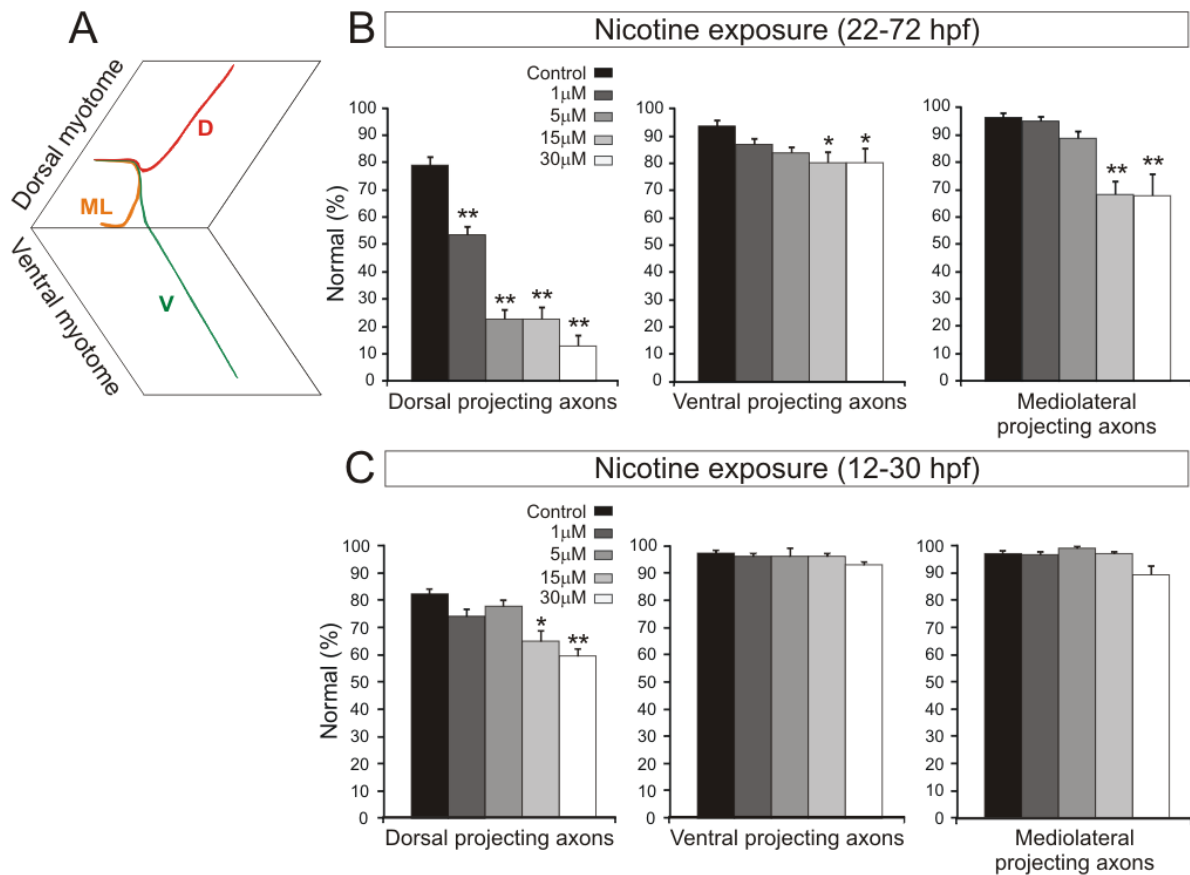 A
Dorsal myotome
D
ML
V
Ventral myotome
B
Nicotine exposure (22-72 hpf)
Control
1µM
5µM
15µM
30µM
Normal (%)
100
90
80
70
60
50
40
30
20
10
0
**
**
**
**
Dorsal projecting axons
100
90
80
70
60
50
40
30
20
10
0
*
*
Ventral projecting axons
100
90
80
70
60
50
40
30
20
10
0
**
**
Mediolateral
projecting axons
C
Nicotine exposure (12-30 hpf)
Control
1µM
5µM
15µM
30µM
Normal (%)
100
90
80
70
60
50
40
30
20
10
0
*
**
Dorsal projecting axons
100
90
80
70
60
50
40
30
20
10
0
Ventral projecting axons
100
90
80
70
60
50
40
30
20
10
0
Mediolateral
projecting axons